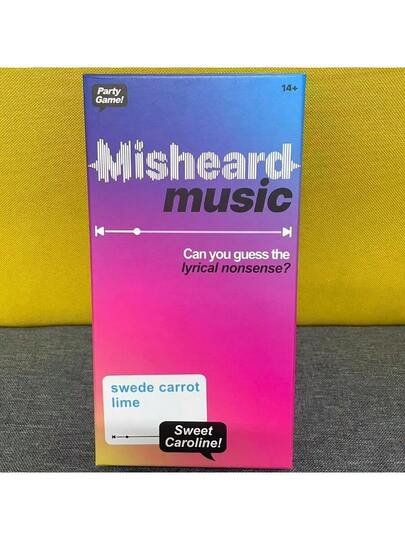 Party
Game!
14+
Misheard
music
Can you guess the
lyrical nonsense?
swede carrot
lime
Sweet
Caroline!